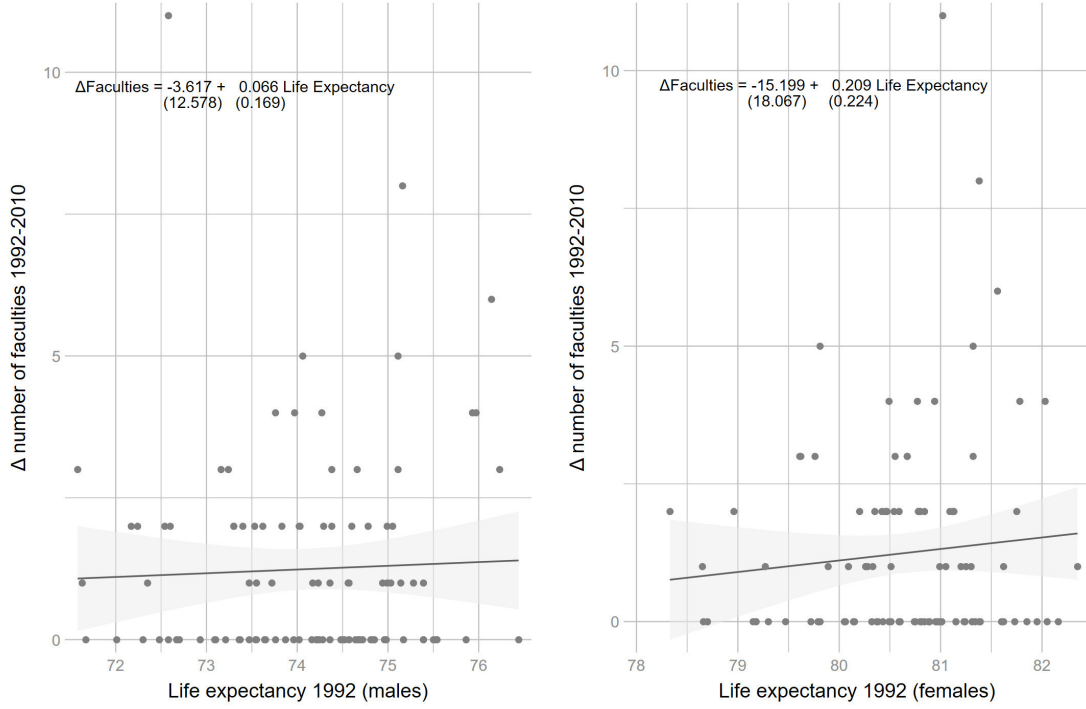 10
5
0
ΔFaculties = -3.617 + 0.066 Life Expectancy
(12.578) (0.169)
Δ number of faculties 1992-2010
72 73 74 75 76
Life expectancy 1992 (males)
10
5
0
ΔFaculties = -15.199 + 0.209 Life Expectancy
(18.067) (0.224)
Δ number of faculties 1992-2010
78 79 80 81 82
Life expectancy 1992 (females)